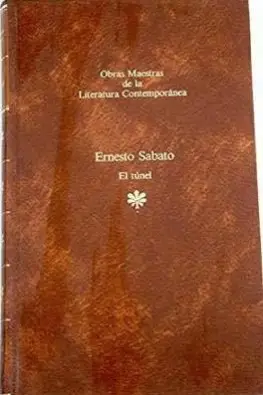 Obras Maestras
de la
Literatura Contemporánea
Ernesto Sabato
El túnel